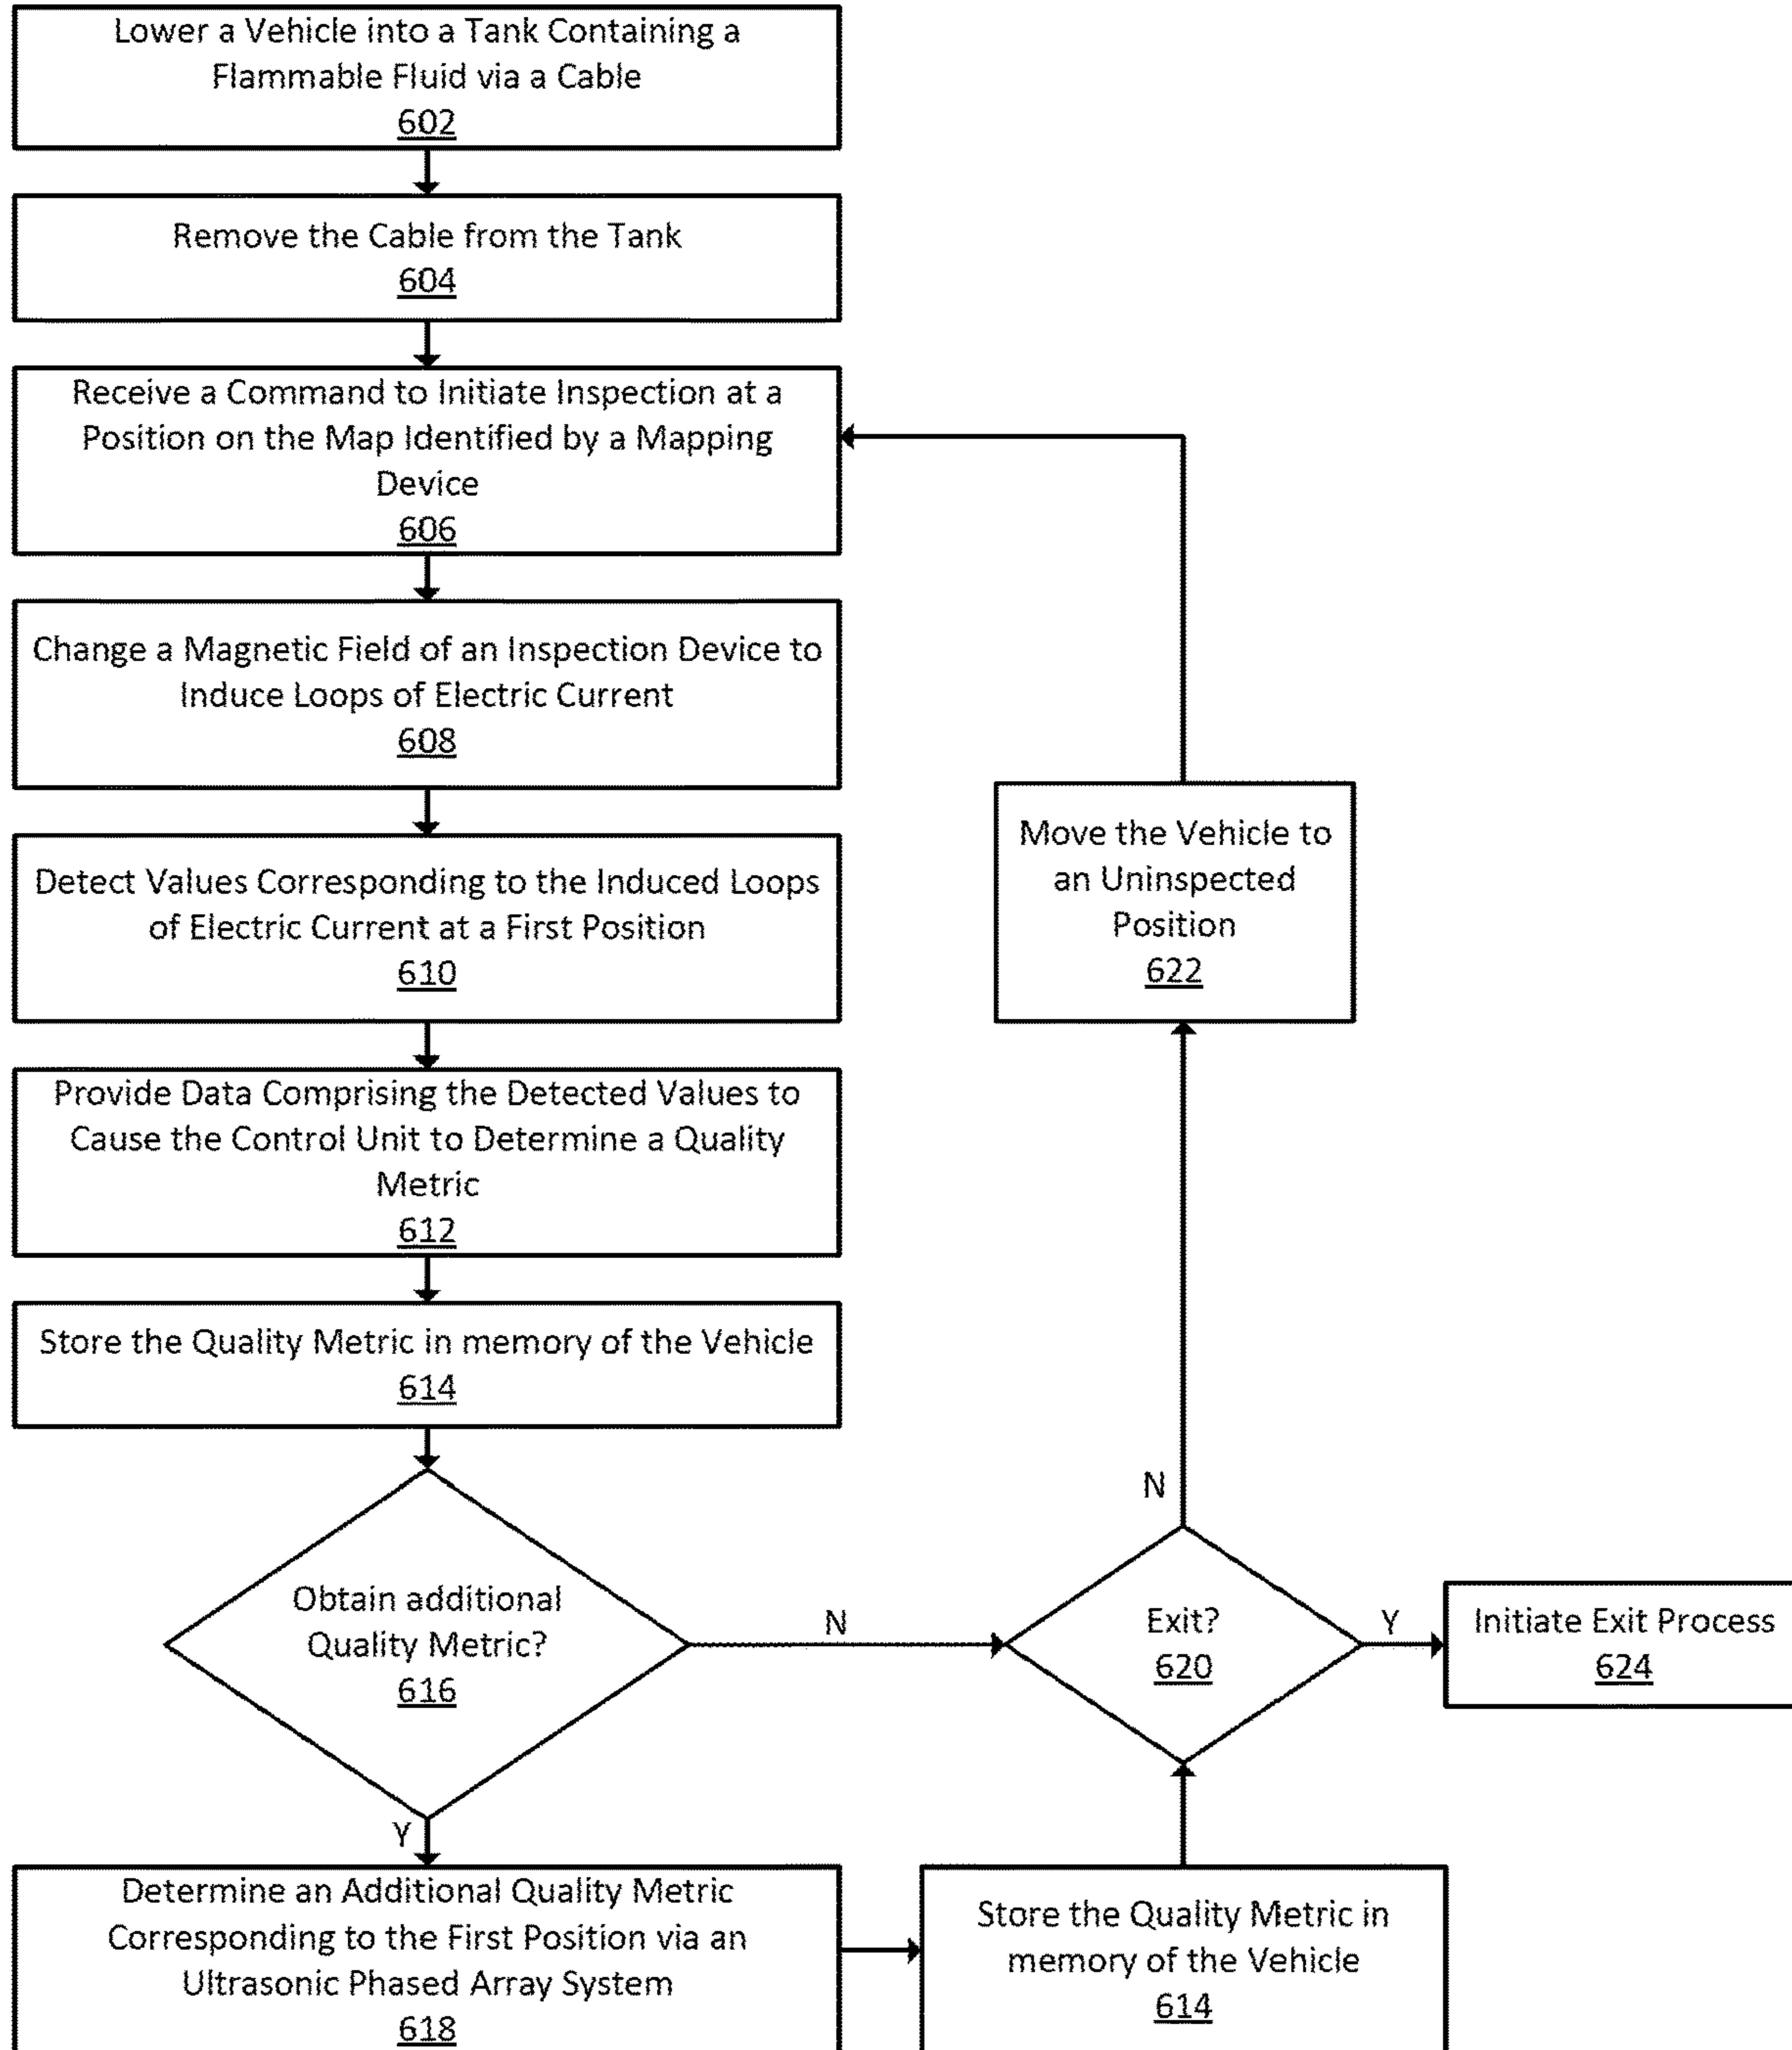 Lower a Vehicle into a Tank Containing a
Flammable Fluid via a Cable
602
Remove the Cable from the Tank
604
Receive a Command to Initiate Inspection at a
Position on the Map Identified by a Mapping
Device
606
Change a Magnetic Field of an Inspection Device to
Induce Loops of Electric Current
608
Detect Values Corresponding to the Induced Loops
of Electric Current at a First Position
610
Move the Vehicle to
an Uninspected
Position
622
Provide Data Comprising the Detected Values to
Cause the Control Unit to Determine a Quality
Metric
612
Store the Quality Metric in memory of the Vehicle
614
Obtain additional
Quality Metric?
616
N
Y
N
Exit?
620
Y
Initiate Exit Process
624
Determine an Additional Quality Metric
Corresponding to the First Position via an
Ultrasonic Phased Array System
618
Store the Quality Metric in
memory of the Vehicle
614